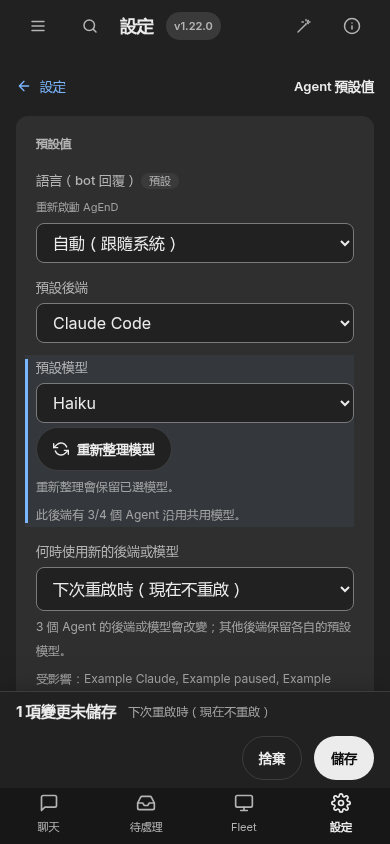 設定 v1.22.0
設定
Agent 預設值
預設值
語言（bot 回覆） 預設
重新啟動 AgEnD
自動（跟隨系統）
預設後端
Claude Code
預設模型
Haiku
重新整理模型
重新整理會保留已選模型。
此後端有 3/4 個 Agent 沿用共用模型。
何時使用新的後端或模型
下次重啟時（現在不重啟）
3 個 Agent 的後端或模型會改變；其他後端保留各自的預設
模型。
受影響：Example Claude, Example paused, Example
1 項變更未儲存 下次重啟時（現在不重啟）
捨棄 儲存
聊天 待處理 Fleet 設定